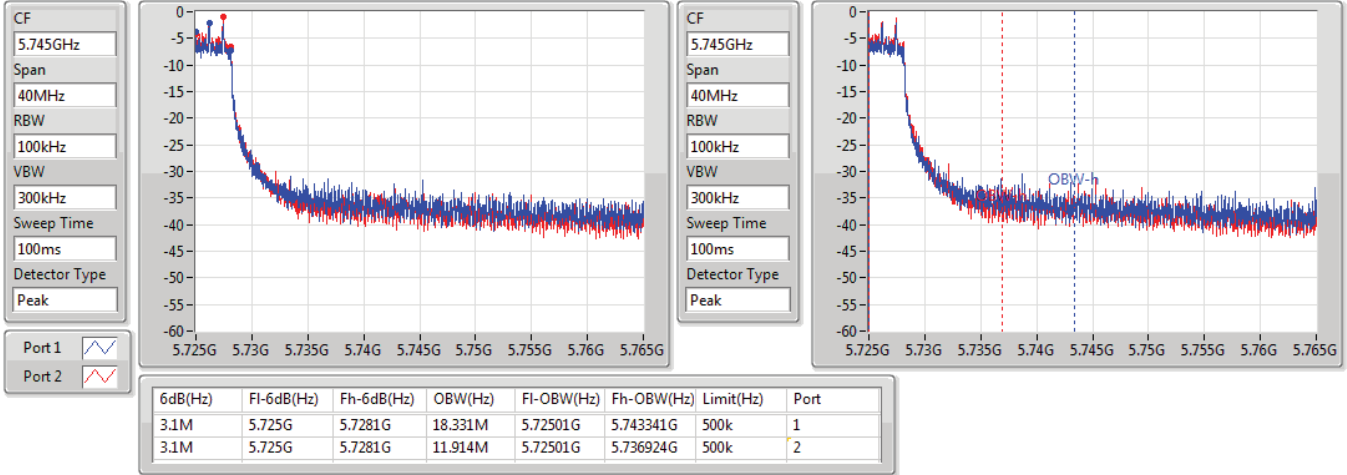 CF
5.745GHz
Span
40MHz
RBW
100kHz
VBW
300kHz
Sweep Time
100ms
Detector Type
Peak
Port 1
Port 2
0
-5
-10
-15
-20
-25
-30
-35
-40
-45
-50
-55
-60
5.725G 5.73G 5.735G 5.74G 5.745G 5.75G 5.755G 5.76G 5.765G
CF
5.745GHz
Span
40MHz
RBW
100kHz
VBW
300kHz
Sweep Time
100ms
Detector Type
Peak
0
-5
-10
-15
-20
-25
-30
-35
-40
-45
-50
-55
-60
OBW-h
5.725G 5.73G 5.735G 5.74G 5.745G 5.75G 5.755G 5.76G 5.765G
6dB(Hz) Fl-6dB(Hz) Fh-6dB(Hz) OBW(Hz) Fl-OBW(Hz) Fh-OBW(Hz) Limit(Hz) Port
3.1M 5.725G 5.7281G 18.331M 5.72501G 5.743341G 500k 1
3.1M 5.725G 5.7281G 11.914M 5.72501G 5.736924G 500k 2